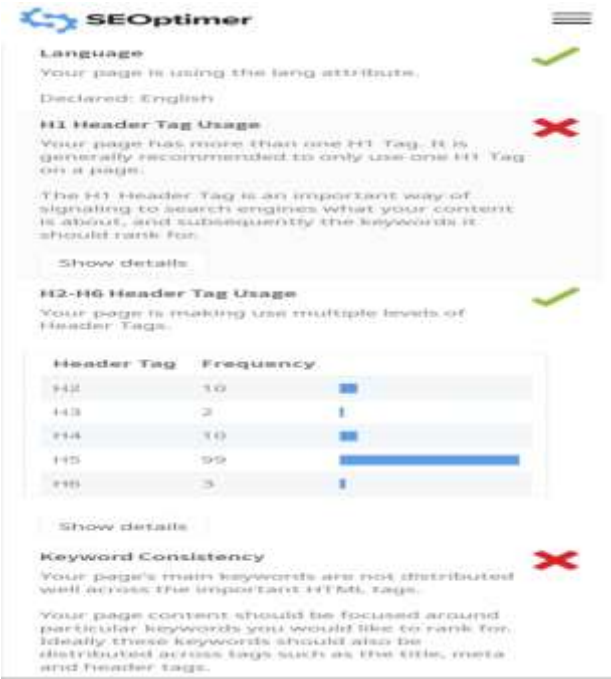 SEOptimer
Language
Your page is using the lang attribute.
Declared: English
H1 Header Tag Usage
Your page has more than one H1 Tag. It is
generally recommended to only use one H1 Tag
on a page.
The H1 Header Tag is an important way of
signaling to search engines what your content
is about, and subsequently the keywords it
should rank for.
Show details
H2-H6 Header Tag Usage
Your page is making use multiple levels of
Header Tags.
Header Tag Frequency
H2 10
H3 2
H4 10
H5 99
H6 3
Show details
Keyword Consistency
Your page's main keywords are not distributed
well across the important HTML tags.
Your page content should be focused around
particular keywords you would like to rank for.
Ideally these keywords should also be
distributed across tags such as the title, meta
and header tags.